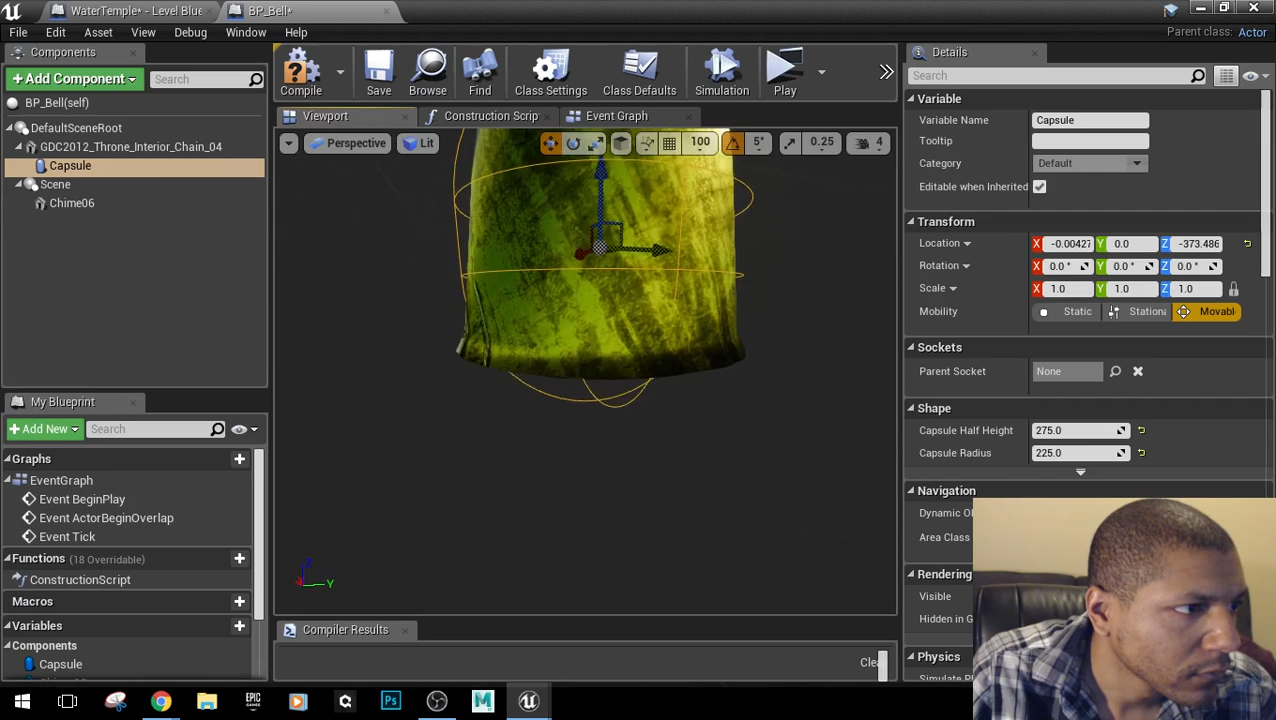 WaterTemple* - Level Blue
BP_Bell*
File Edit Asset View Debug Window Help
Parent class: Actor
Components
+Add Component Search
BP_Bell(self)
DefaultSceneRoot
GDC2012_Throne_Interior_Chain_04
Capsule
Scene
Chime06
My Blueprint
+Add New Search
Graphs
EventGraph
Event BeginPlay
Event ActorBeginOverlap
Event Tick
Functions (18 Overridable)
ConstructionScript
Macros
Variables
Components
Capsule
Compile Save Browse Find Class Settings Class Defaults Simulation Play
Viewport Construction Scrip Event Graph
Perspective Lit 100 5° 0.25 4
Z
Y
Compiler Results
Clea
Details
Search
Variable
Variable Name Capsule
Tooltip
Category Default
Editable when Inherited
Transform
Location X -0.00427 Y 0.0 Z -373.486
Rotation X 0.0 ° Y 0.0 ° Z 0.0 °
Scale X 1.0 Y 1.0 Z 1.0
Mobility Static Stationa Movabl
Sockets
Parent Socket None
Shape
Capsule Half Height 275.0
Capsule Radius 225.0
Navigation
Dynamic Ob
Area Class
Rendering
Visible
Hidden in G
Physics
Simulate Ph
EPIC GAMES
Ps
M